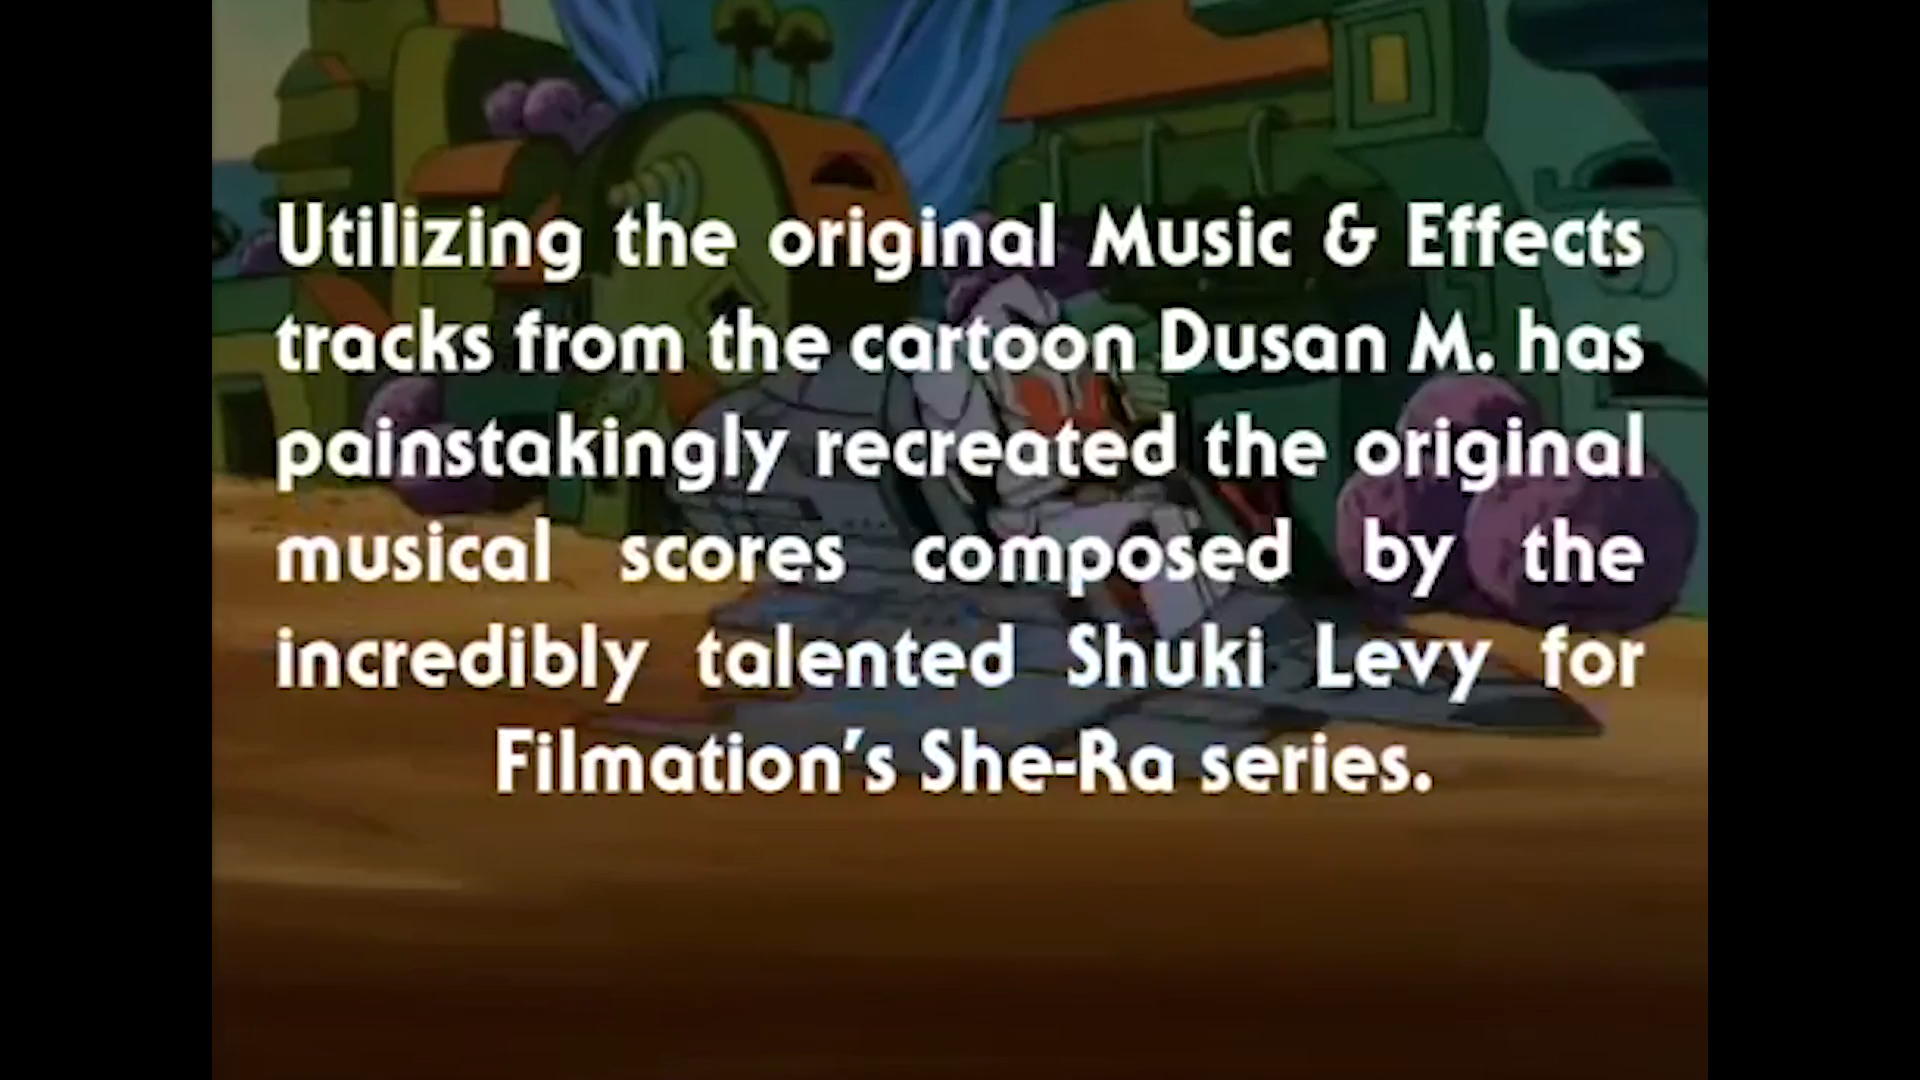 Utilizing the original Music & Effects
tracks from the cartoon Dusan M. has
painstakingly recreated the original
musical scores composed by the
incredibly talented Shuki Levy for
Filmation's She-Ra series.